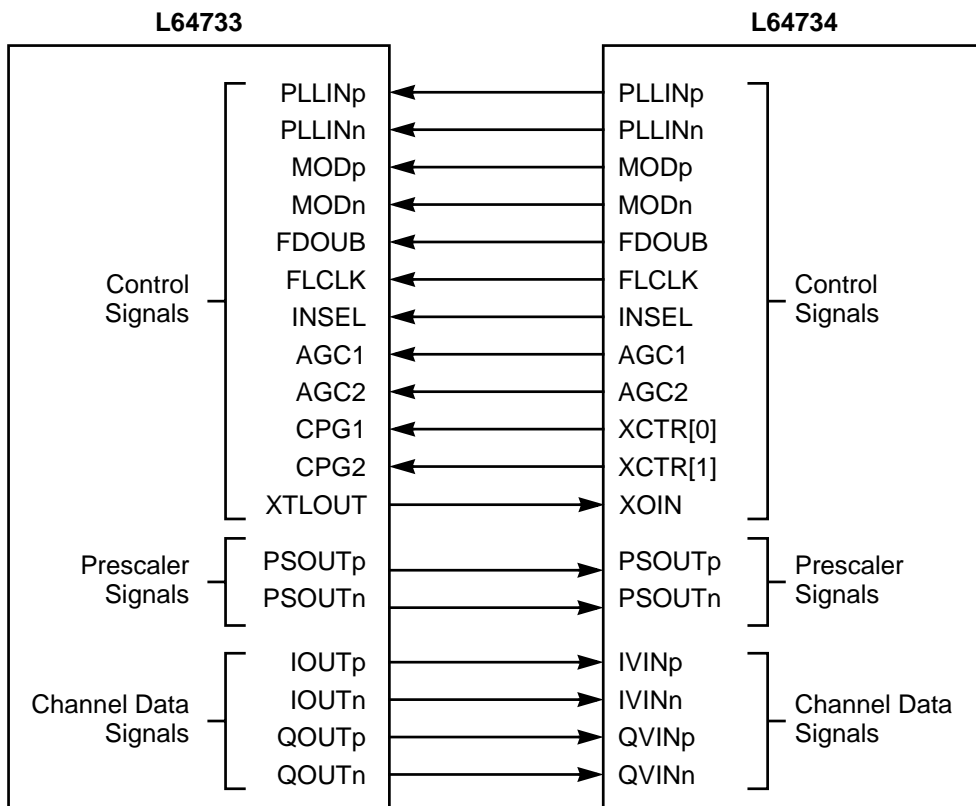 L64733
L64734
PLLINp
PLLINp
PLLINn
PLLINn
MODp
MODp
MODn
MODn
FDOUB
FDOUB
FLCLK
FLCLK
INSEL
INSEL
AGC1
AGC1
AGC2
AGC2
CPG1
XCTR[0]
CPG2
XCTR[1]
XTLOUT
XOIN
Control
Signals
Control
Signals
PSOUTp
PSOUTp
PSOUTn
PSOUTn
Prescaler
Signals
Prescaler
Signals
IOUTp
IVINp
IOUTn
IVINn
QOUTp
QVINp
QOUTn
QVINn
Channel Data
Signals
Channel Data
Signals